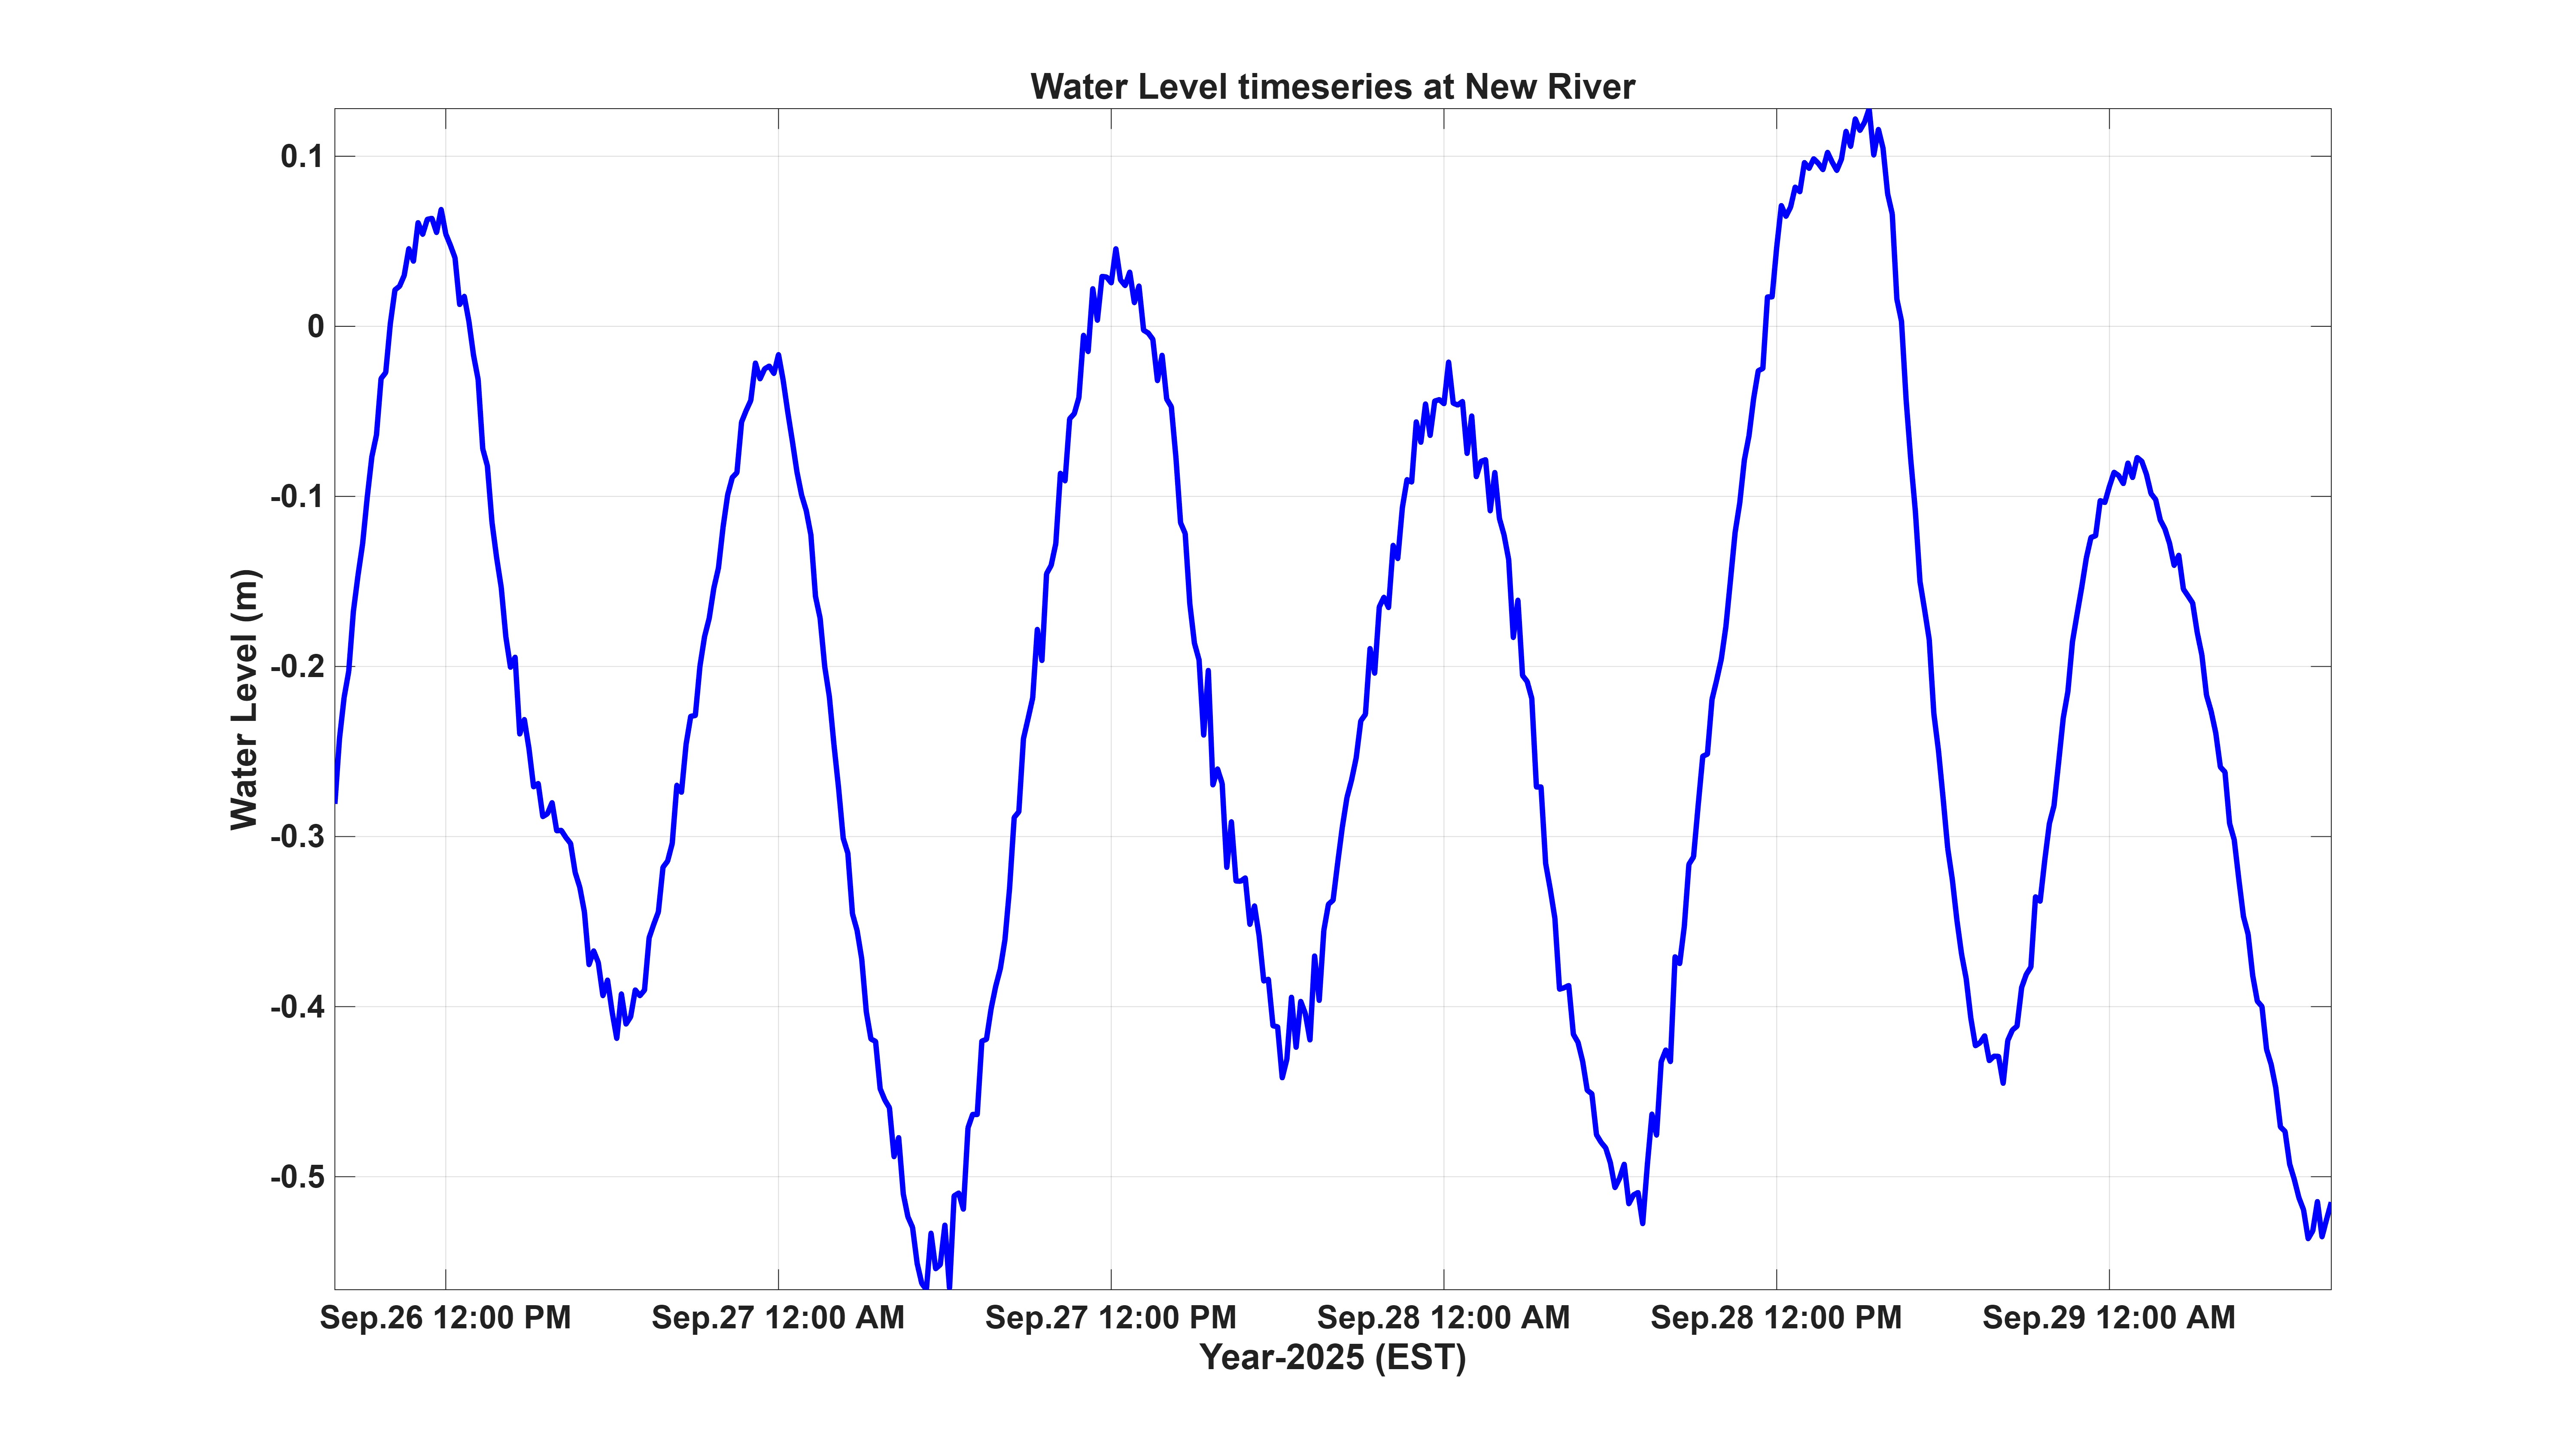 Water Level timeseries at New River
0.1
0
-0.1
-0.2
-0.3
-0.4
-0.5
Water Level (m)
Sep.26 12:00 PM Sep.27 12:00 AM Sep.27 12:00 PM Sep.28 12:00 AM Sep.28 12:00 PM Sep.29 12:00 AM
Year-2025 (EST)